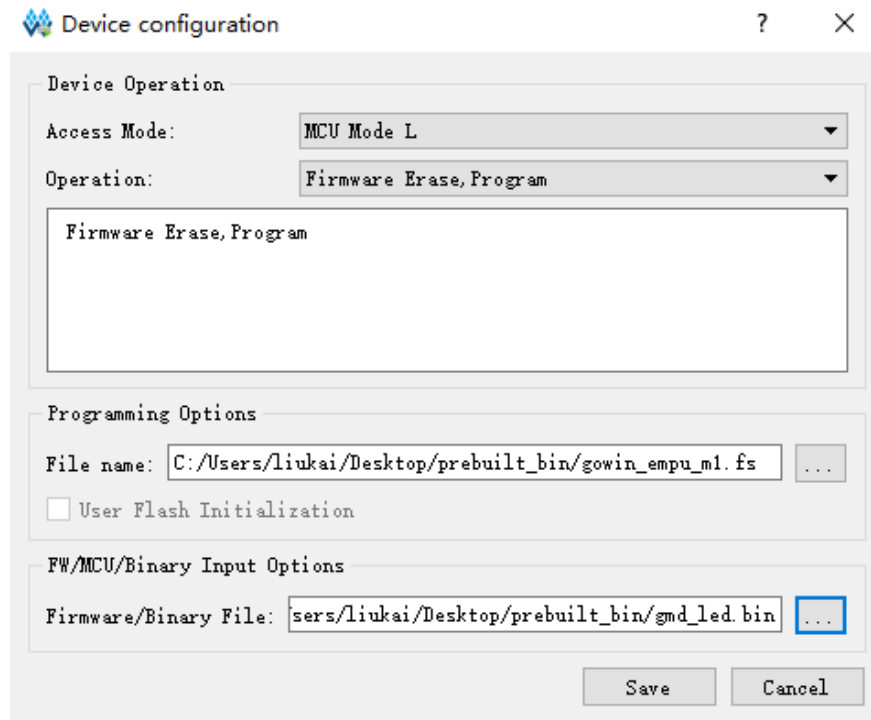 Device configuration
Device Operation
Access Mode: MCU Mode L
Operation: Firmware Erase,Program
Firmware Erase,Program
Programming Options
File name: C:/Users/liukai/Desktop/prebuilt_bin/gowin_empu_m1.fs ...
User Flash Initialization
FW/MCU/Binary Input Options
Firmware/Binary File: sers/liukai/Desktop/prebuilt_bin/gmd_led.bin ...
Save Cancel